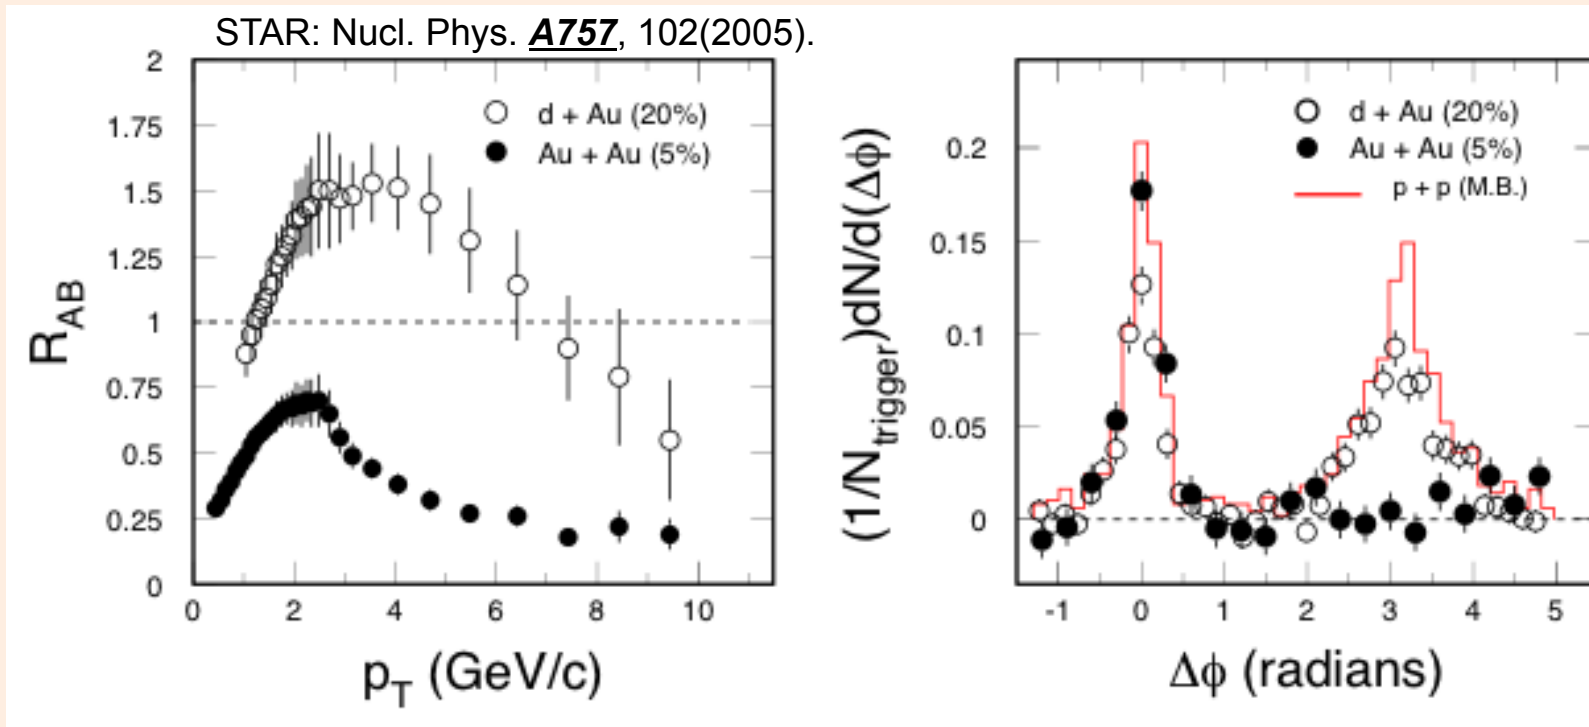 STAR: Nucl. Phys. A757, 102(2005).
2
1.75
1.5
1.25
1
0.75
0.5
0.25
0
R_AB
d + Au (20%)
Au + Au (5%)
0 2 4 6 8 10
p_T (GeV/c)
(1/N_trigger)dN/d(Δϕ)
0.2
0.15
0.1
0.05
0
d + Au (20%)
Au + Au (5%)
p + p (M.B.)
-1 0 1 2 3 4 5
Δϕ (radians)